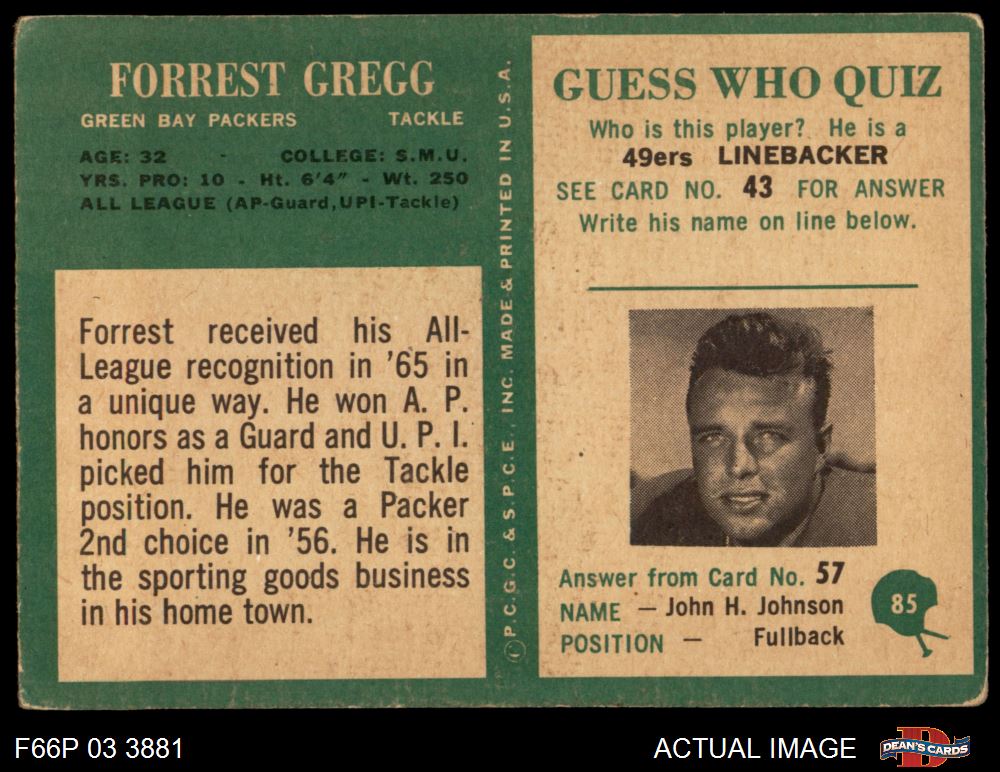 FORREST GREGG
GREEN BAY PACKERS TACKLE
AGE: 32 - COLLEGE: S.M.U.
YRS. PRO: 10 - Ht. 6'4" - Wt. 250
ALL LEAGUE (AP-Guard,UPI-Tackle)
Forrest received his All-
League recognition in '65 in
a unique way. He won A. P.
honors as a Guard and U. P. I.
picked him for the Tackle
position. He was a Packer
2nd choice in '56. He is in
the sporting goods business
in his home town.
© P.C.G.C. & S.P.C.E., INC. MADE & PRINTED IN U.S.A.
GUESS WHO QUIZ
Who is this player? He is a
49ers LINEBACKER
SEE CARD NO. 43 FOR ANSWER
Write his name on line below.
Answer from Card No. 57
NAME – John H. Johnson
POSITION – Fullback
85
F66P 03 3881
ACTUAL IMAGE
D
DEAN'S CARDS